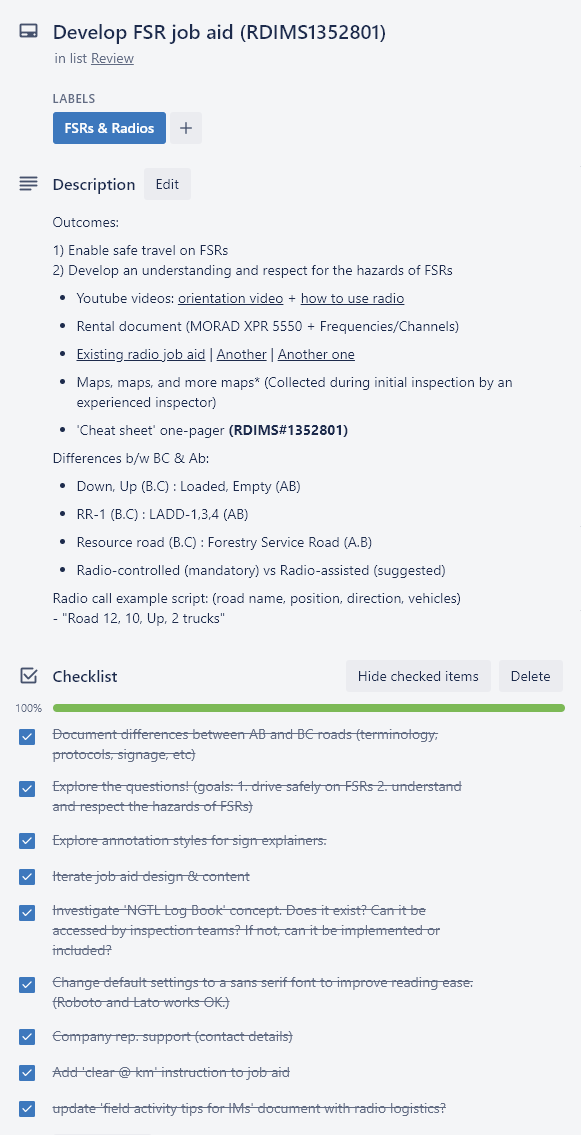 Develop FSR job aid (RDIMS1352801)
in list Review
LABELS
FSRs & Radios
+
Description
Edit
Outcomes:
1) Enable safe travel on FSRs
2) Develop an understanding and respect for the hazards of FSRs
• Youtube videos: orientation video + how to use radio
• Rental document (MORAD XPR 5550 + Frequencies/Channels)
• Existing radio job aid | Another | Another one
• Maps, maps, and more maps* (Collected during initial inspection by an
experienced inspector)
• 'Cheat sheet' one-pager (RDIMS#1352801)
Differences b/w BC & Ab:
• Down, Up (B.C) : Loaded, Empty (AB)
• RR-1 (B.C) : LADD-1,3,4 (AB)
• Resource road (B.C) : Forestry Service Road (A.B)
• Radio-controlled (mandatory) vs Radio-assisted (suggested)
Radio call example script: (road name, position, direction, vehicles)
- "Road 12, 10, Up, 2 trucks"
Checklist
Hide checked items
Delete
100%
Document differences between AB and BC roads (terminology,
protocols, signage, etc)
Explore the questions! (goals: 1. drive safely on FSRs 2. understand
and respect the hazards of FSRs)
Explore annotation styles for sign explainers.
Iterate job aid design & content
Investigate 'NGTL Log Book' concept. Does it exist? Can it be
accessed by inspection teams? If not, can it be implemented or
included?
Change default settings to a sans serif font to improve reading ease.
(Roboto and Lato works OK.)
Company rep. support (contact details)
Add 'clear @ km' instruction to job aid
update 'field activity tips for IMs' document with radio logistics?